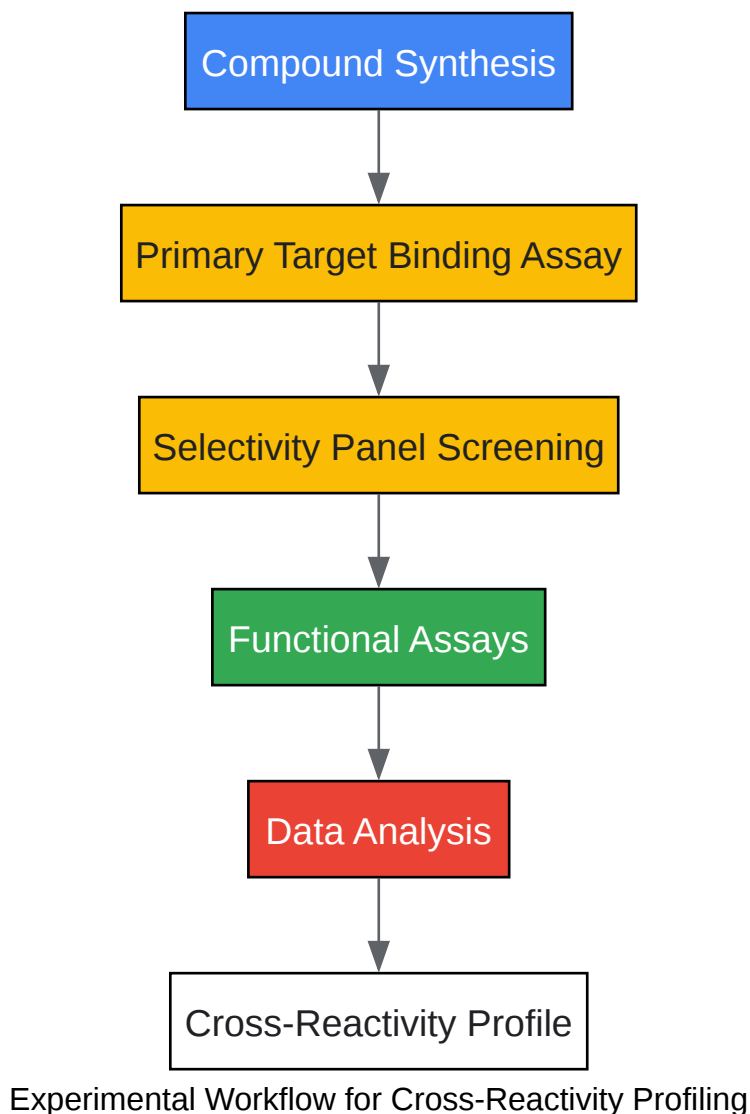 Compound Synthesis
Primary Target Binding Assay
Selectivity Panel Screening
Functional Assays
Data Analysis
Cross-Reactivity Profile
Experimental Workflow for Cross-Reactivity Profiling